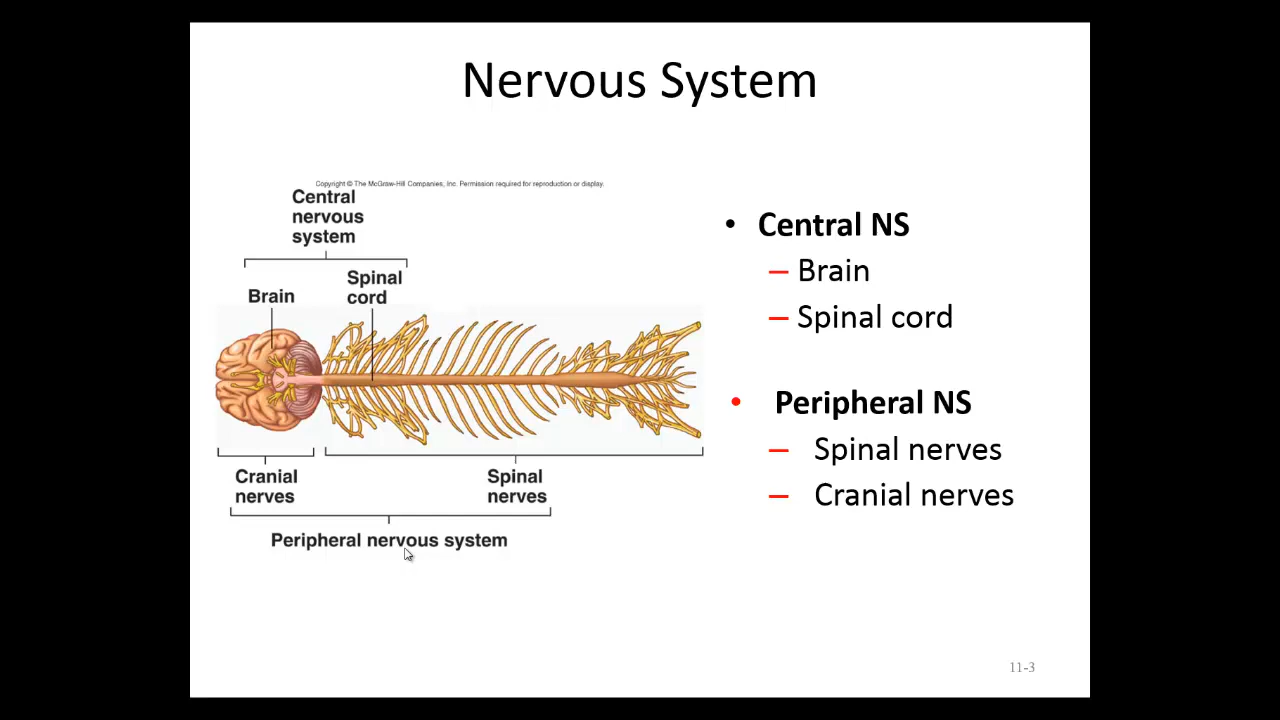 Nervous System
Copyright © The McGraw-Hill Companies, Inc. Permission required for reproduction or display.
Central
nervous
system
Brain
Spinal
cord
Cranial
nerves
Spinal
nerves
Peripheral nervous system
• Central NS
– Brain
– Spinal cord
• Peripheral NS
– Spinal nerves
– Cranial nerves
11-3